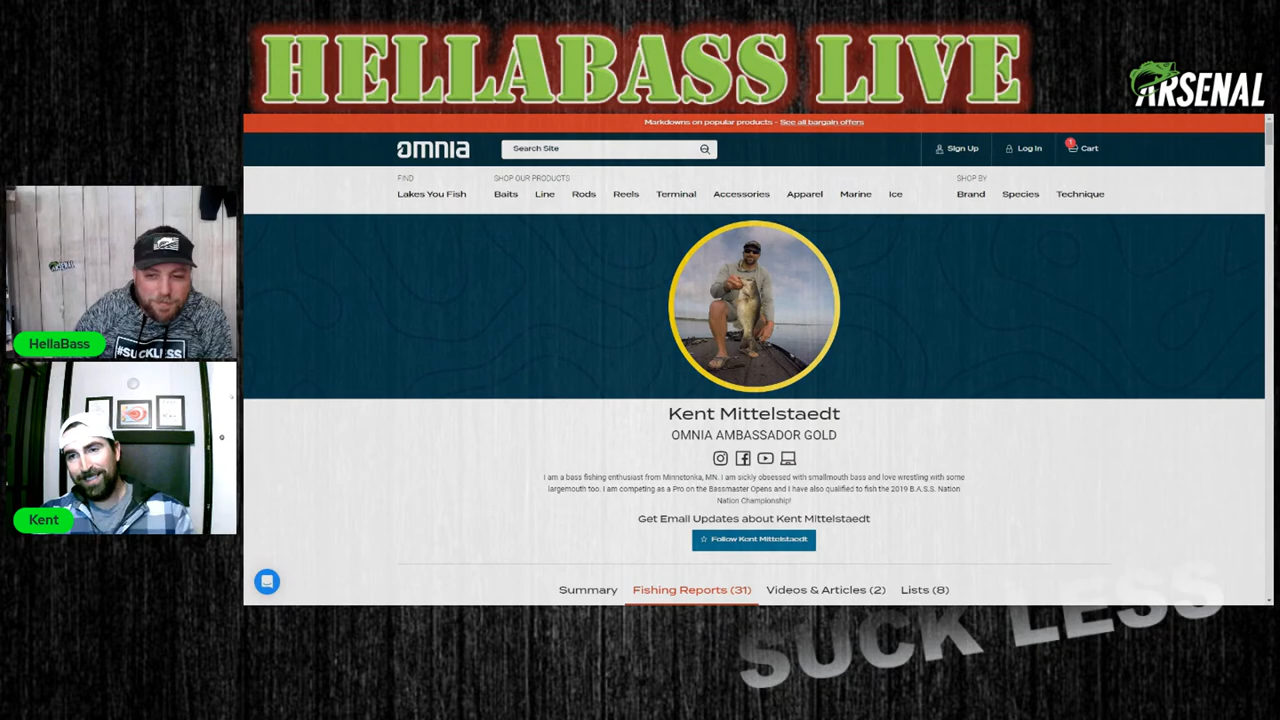 HELLABASS LIVE
ARSENAL
Markdowns on popular products - See all bargain offers
omnia
Search Site
Sign Up
Log In
1
Cart
FIND
SHOP OUR PRODUCTS
SHOP BY
Lakes You Fish
Baits
Line
Rods
Reels
Terminal
Accessories
Apparel
Marine
Ice
Brand
Species
Technique
ARSENAL
#SUCKLESS
HellaBass
Kent
Kent Mittelstaedt
OMNIA AMBASSADOR GOLD
I am a bass fishing enthusiast from Minnetonka, MN. I am sickly obsessed with smallmouth bass and love wrestling with some
largemouth too. I am competing as a Pro on the Bassmaster Opens and I have also qualified to fish the 2019 B.A.S.S. Nation
Nation Championship!
Get Email Updates about Kent Mittelstaedt
Follow Kent Mittelstaedt
Summary
Fishing Reports (31)
Videos & Articles (2)
Lists (8)
SUCK LESS